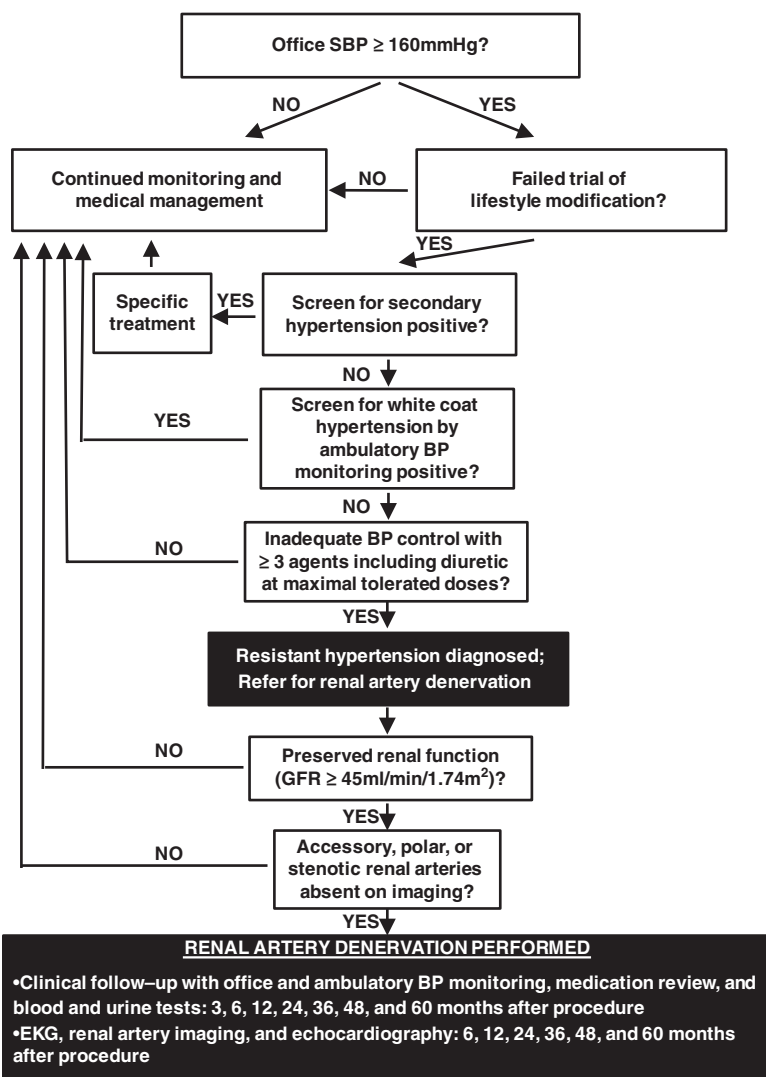 Office SBP ≥ 160mmHg?
NO
YES
Continued monitoring and
medical management
NO
Failed trial of
lifestyle modification?
YES
Specific
treatment
YES
Screen for secondary
hypertension positive?
NO
Screen for white coat
hypertension by
ambulatory BP
monitoring positive?
YES
NO
Inadequate BP control with
≥ 3 agents including diuretic
at maximal tolerated doses?
NO
YES
Resistant hypertension diagnosed;
Refer for renal artery denervation
NO
Preserved renal function
(GFR ≥ 45ml/min/1.74m²)?
YES
NO
Accessory, polar, or
stenotic renal arteries
absent on imaging?
YES
RENAL ARTERY DENERVATION PERFORMED
•Clinical follow–up with office and ambulatory BP monitoring, medication review, and
blood and urine tests: 3, 6, 12, 24, 36, 48, and 60 months after procedure
•EKG, renal artery imaging, and echocardiography: 6, 12, 24, 36, 48, and 60 months
after procedure